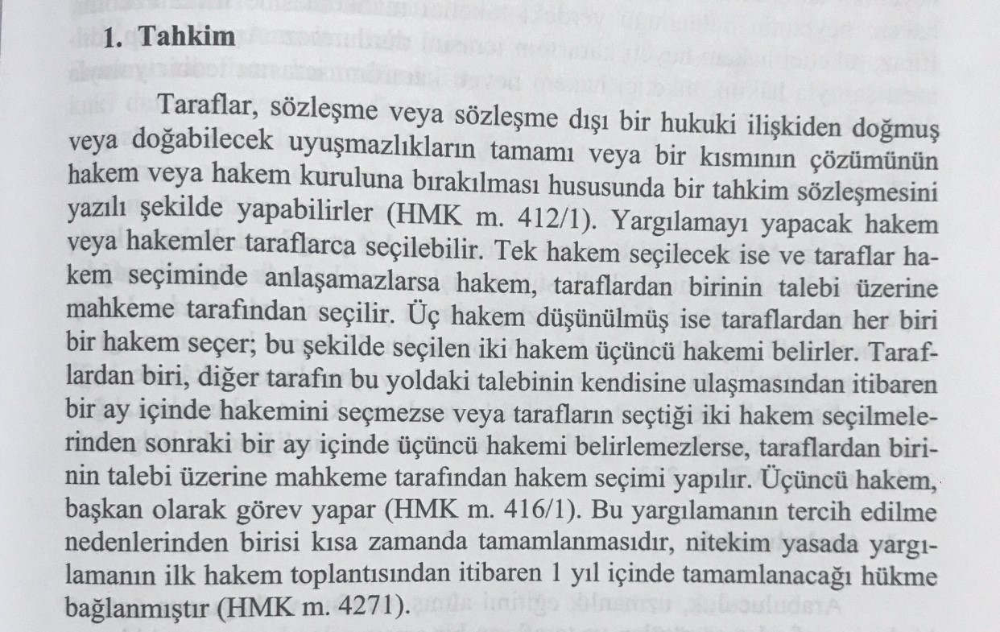 1. Tahkim
Taraflar, sözleşme veya sözleşme dışı bir hukuki ilişkiden doğmuş
veya doğabilecek uyuşmazlıkların tamamı veya bir kısmının çözümünün
hakem veya hakem kuruluna bırakılması hususunda bir tahkim sözleşmesini
yazılı şekilde yapabilirler (HMK m. 412/1). Yargılamayı yapacak hakem
veya hakemler taraflarca seçilebilir. Tek hakem seçilecek ise ve taraflar ha-
kem seçiminde anlaşamazlarsa hakem, taraflardan birinin talebi üzerine
mahkeme tarafından seçilir. Üç hakem düşünülmüş ise taraflardan her biri
bir hakem seçer; bu şekilde seçilen iki hakem üçüncü hakemi belirler. Taraf-
lardan biri, diğer tarafın bu yoldaki talebinin kendisine ulaşmasından itibaren
bir ay içinde hakemini seçmezse veya tarafların seçtiği iki hakem seçilmele-
rinden sonraki bir ay içinde üçüncü hakemi belirlemezlerse, taraflardan biri-
nin talebi üzerine mahkeme tarafından hakem seçimi yapılır. Üçüncü hakem,
başkan olarak görev yapar (HMK m. 416/1). Bu yargılamanın tercih edilme
nedenlerinden birisi kısa zamanda tamamlanmasıdır, nitekim yasada yargı-
lamanın ilk hakem toplantısından itibaren 1 yıl içinde tamamlanacağı hükme
bağlanmıştır (HMK m. 4271).